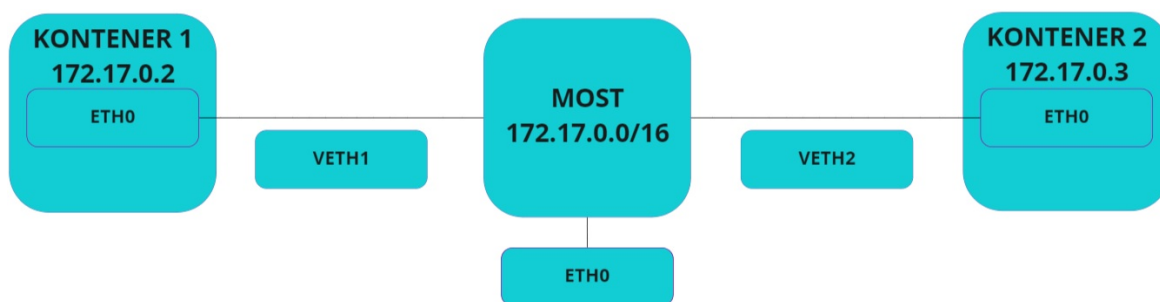 KONTENER 1
172.17.0.2
ETH0
VETH1
MOST
172.17.0.0/16
ETH0
VETH2
KONTENER 2
172.17.0.3
ETH0